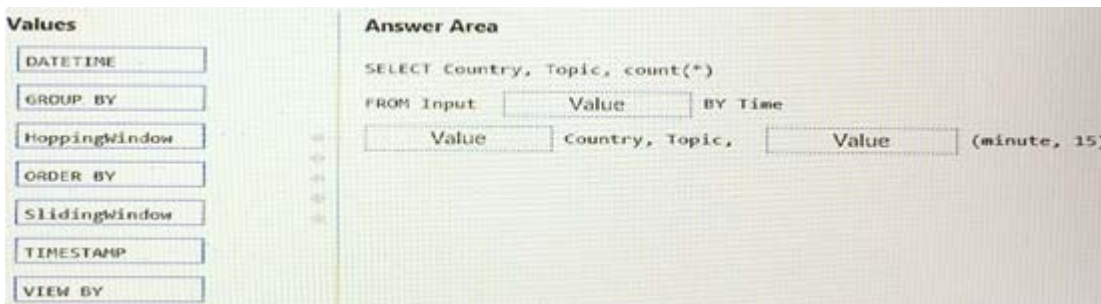 Values
DATETIME
GROUP BY
HoppingWindow
ORDER BY
SlidingWindow
TIMESTAMP
VIEW BY
Answer Area
SELECT Country, Topic, count(*)
FROM Input Value BY Time
Value Country, Topic, Value (minute, 15)